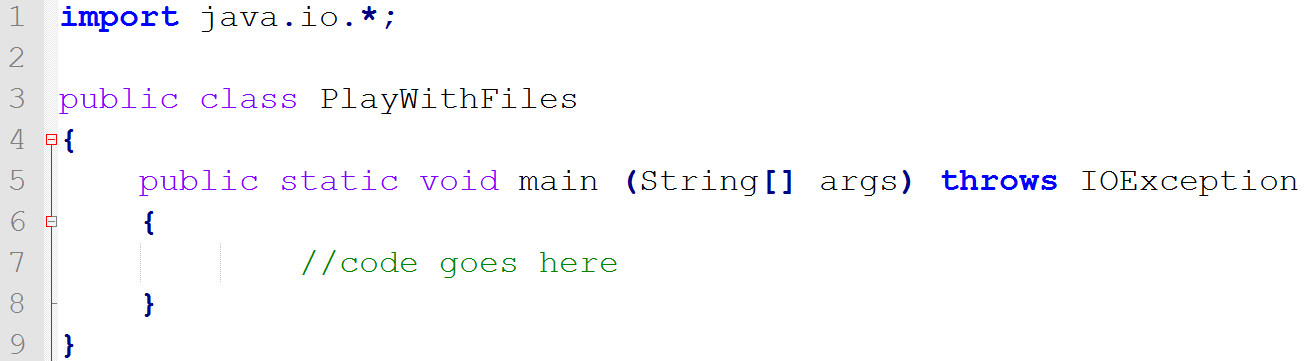 1 import java.io.*;
2
3 public class PlayWithFiles
4 {
5 public static void main (String[] args) throws IOException
6 {
7 //code goes here
8 }
9 }